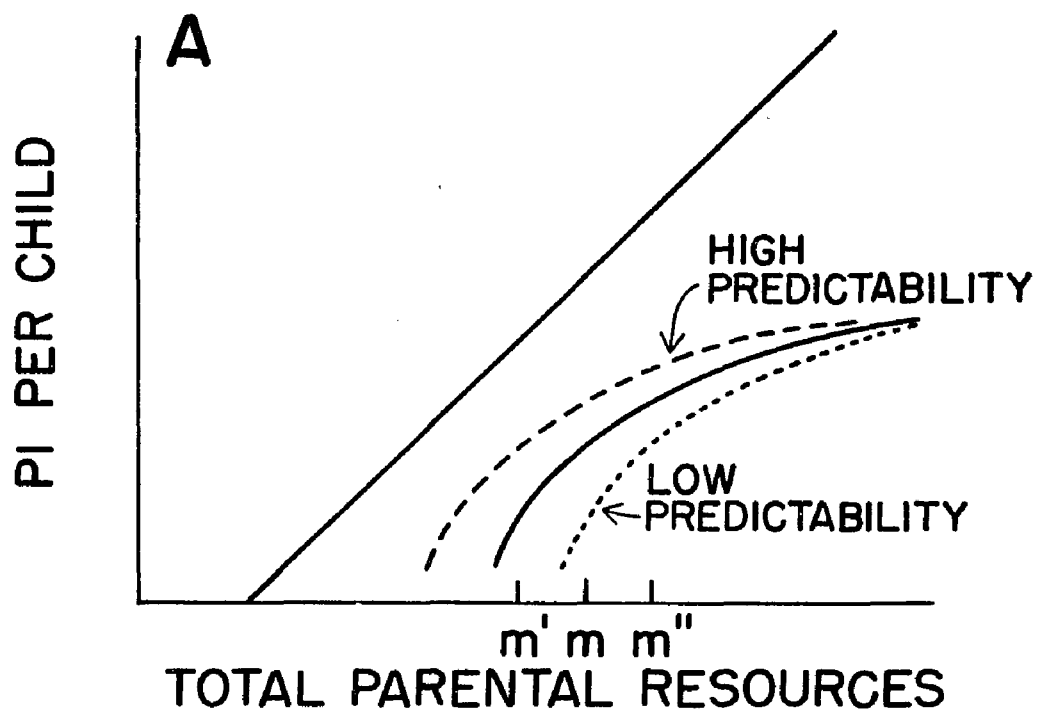 A
PI PER CHILD
HIGH
PREDICTABILITY
LOW
PREDICTABILITY
m' m m"
TOTAL PARENTAL RESOURCES